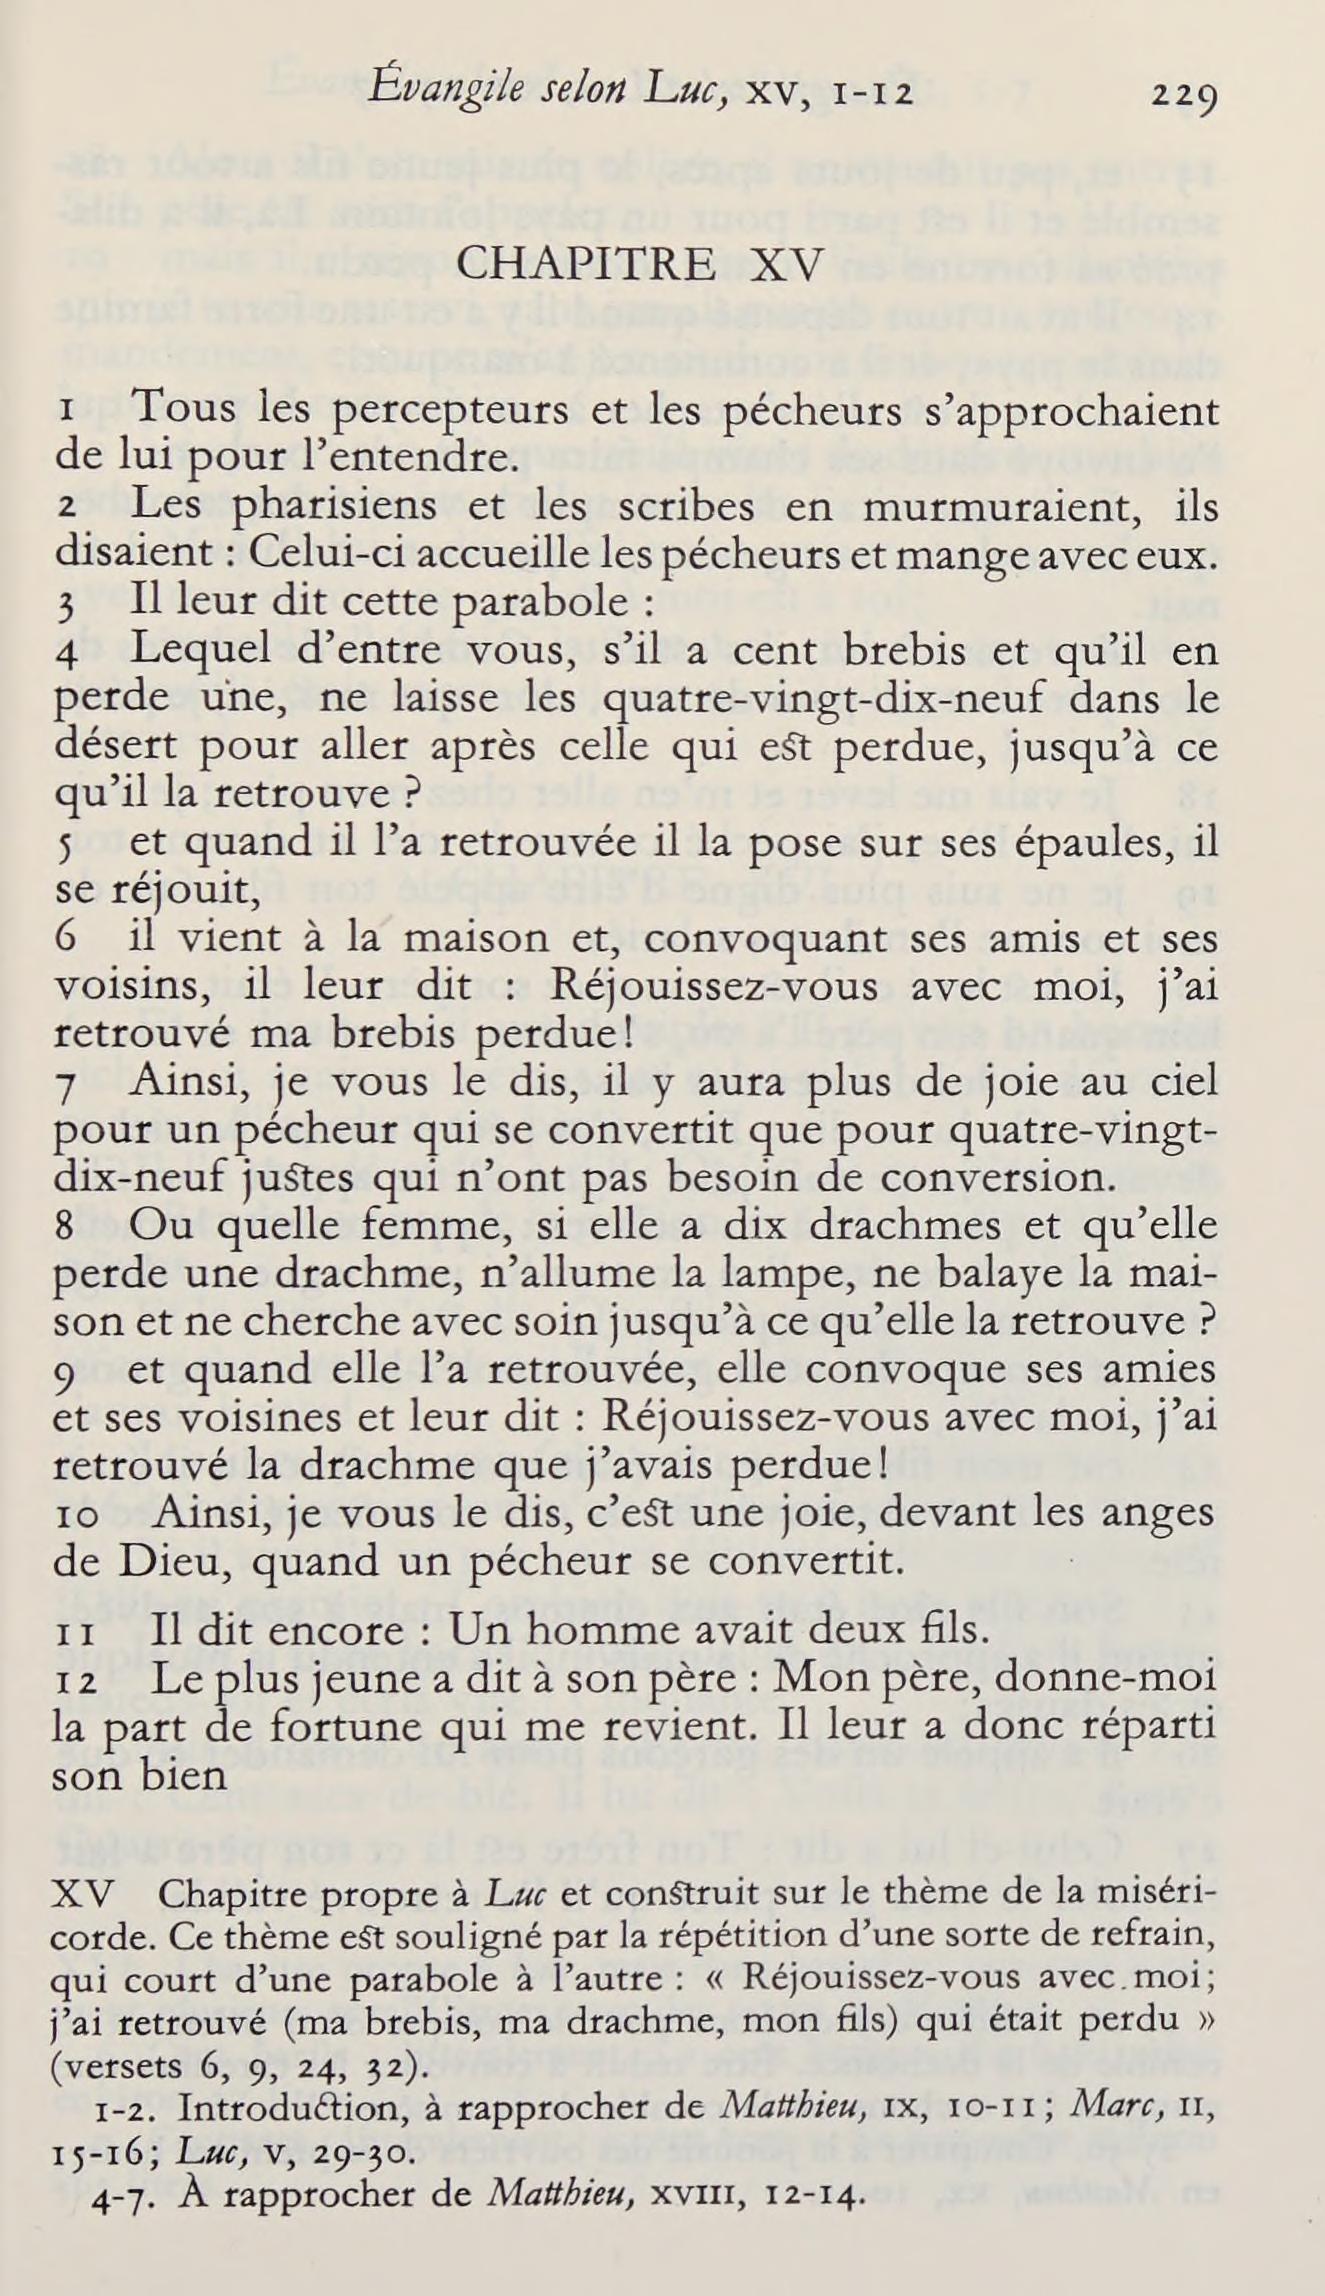 Évangile selon Luc, XV, 1-12 229
CHAPITRE XV
1 Tous les percepteurs et les pécheurs s’approchaient
de lui pour l’entendre.
2 Les pharisiens et les scribes en murmuraient, ils
disaient : Celui-ci accueille les pécheurs et mange avec eux.
3 Il leur dit cette parabole :
4 Lequel d’entre vous, s’il a cent brebis et qu’il en
perde une, ne laisse les quatre-vingt-dix-neuf dans le
désert pour aller après celle qui est perdue, jusqu’à ce
qu’il la retrouve ?
5 et quand il l’a retrouvée il la pose sur ses épaules, il
se réjouit,
6 il vient à la maison et, convoquant ses amis et ses
voisins, il leur dit : Réjouissez-vous avec moi, j’ai
retrouvé ma brebis perdue!
7 Ainsi, je vous le dis, il y aura plus de joie au ciel
pour un pécheur qui se convertit que pour quatre-vingt-
dix-neuf justes qui n’ont pas besoin de conversion.
8 Ou quelle femme, si elle a dix drachmes et qu’elle
perde une drachme, n’allume la lampe, ne balaye la mai-
son et ne cherche avec soin jusqu’à ce qu’elle la retrouve ?
9 et quand elle l’a retrouvée, elle convoque ses amies
et ses voisines et leur dit : Réjouissez-vous avec moi, j’ai
retrouvé la drachme que j’avais perdue!
10 Ainsi, je vous le dis, c’est une joie, devant les anges
de Dieu, quand un pécheur se convertit.
11 Il dit encore : Un homme avait deux fils.
12 Le plus jeune a dit à son père : Mon père, donne-moi
la part de fortune qui me revient. Il leur a donc réparti
son bien
XV Chapitre propre à Luc et construit sur le thème de la miséri-
corde. Ce thème est souligné par la répétition d’une sorte de refrain,
qui court d’une parabole à l’autre : « Réjouissez-vous avec moi;
j’ai retrouvé (ma brebis, ma drachme, mon fils) qui était perdu »
(versets 6, 9, 24, 32).
1-2. Introduction, à rapprocher de Matthieu, IX, 10-11; Marc, II,
15-16; Luc, V, 29-30.
4-7. À rapprocher de Matthieu, XVIII, 12-14.